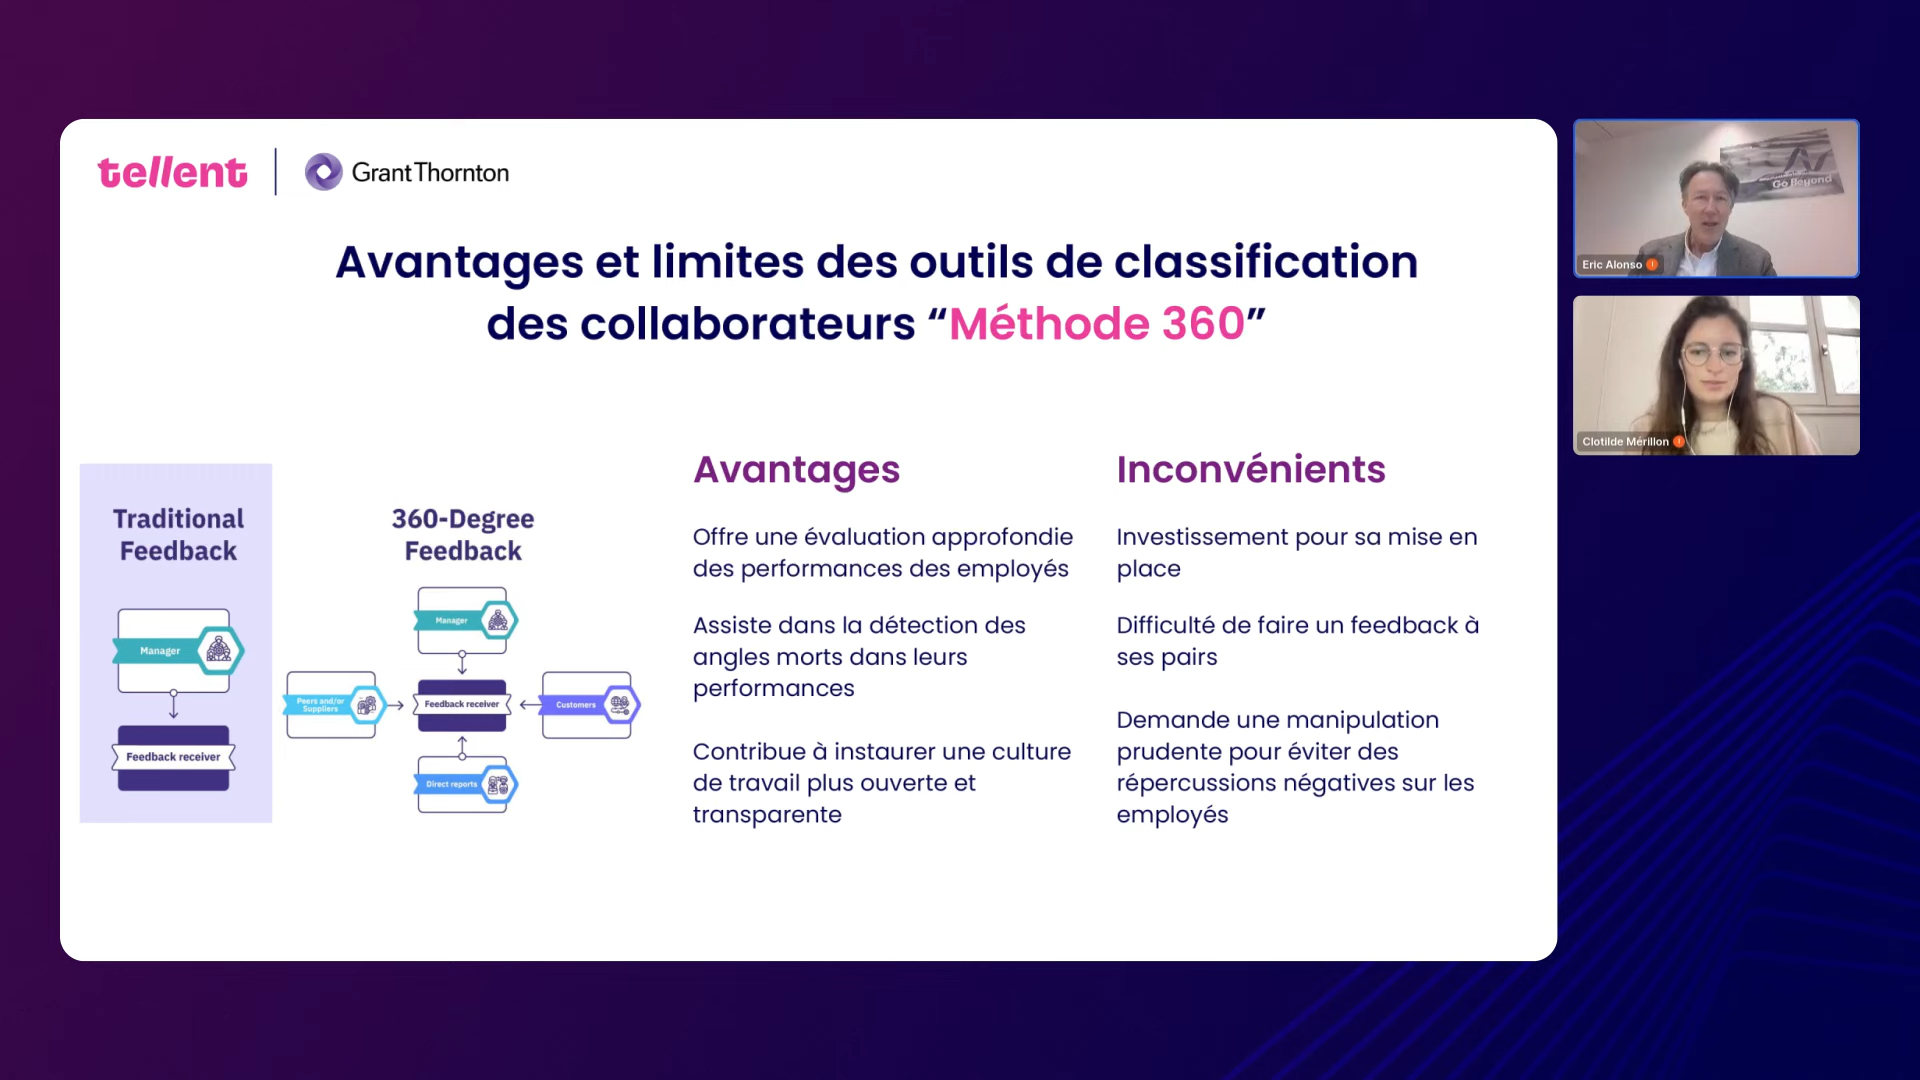 tellent
Grant Thornton
Avantages et limites des outils de classification
des collaborateurs “Méthode 360”
Traditional
Feedback
Manager
Feedback receiver
360-Degree
Feedback
Manager
Peers and/or
Suppliers
Feedback receiver
Customers
Direct reports
Avantages
Offre une évaluation approfondie
des performances des employés
Assiste dans la détection des
angles morts dans leurs
performances
Contribue à instaurer une culture
de travail plus ouverte et
transparente
Inconvénients
Investissement pour sa mise en
place
Difficulté de faire un feedback à
ses pairs
Demande une manipulation
prudente pour éviter des
répercussions négatives sur les
employés
Go Beyond
Eric Alonso
Clotilde Mérillon